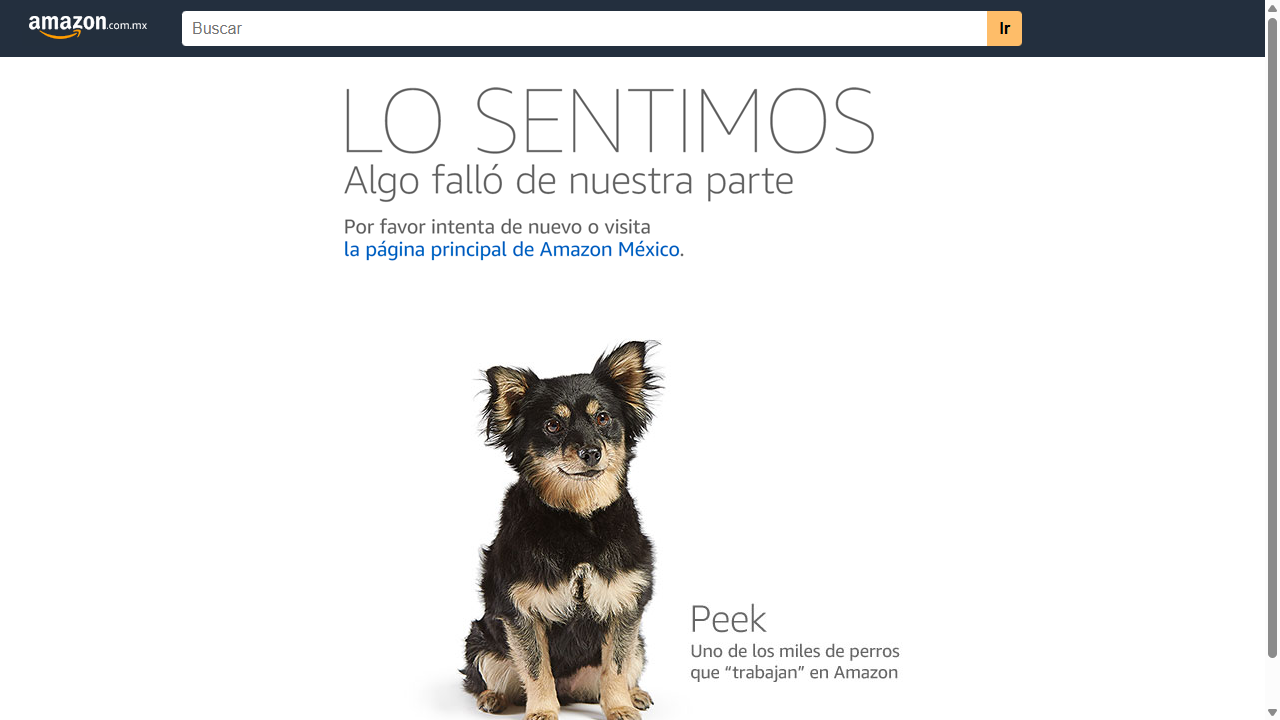 amazon.com.mx
Buscar
Ir
LO SENTIMOS
Algo falló de nuestra parte
Por favor intenta de nuevo o visita
la página principal de Amazon México.
Peek
Uno de los miles de perros
que “trabajan” en Amazon